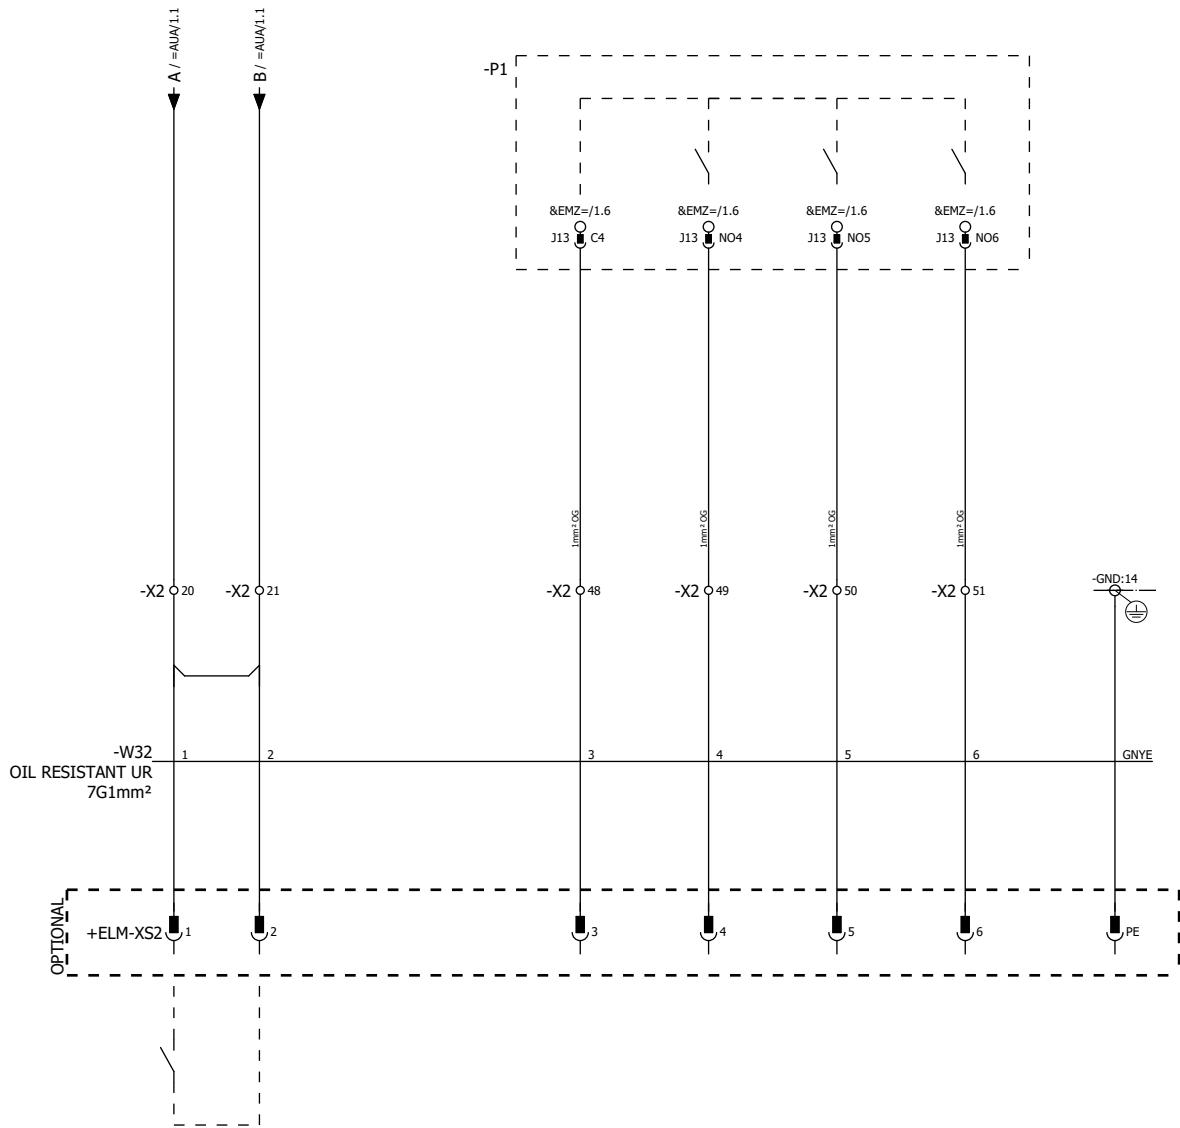 A / =AUA/1.1
B / =AUA/1.1
-P1
&EMZ=/1.6 &EMZ=/1.6 &EMZ=/1.6 &EMZ=/1.6
J13 C4 J13 NO4 J13 NO5 J13 NO6
1mm² OG 1mm² OG 1mm² OG 1mm² OG
-GND:14
-X2 20 -X2 21 -X2 48 -X2 49 -X2 50 -X2 51
-W32 1 2 3 4 5 6 GNYE
OIL RESISTANT UR
7G1mm²
OPTIONAL
+ELM-XS2 1 2 3 4 5 6 PE